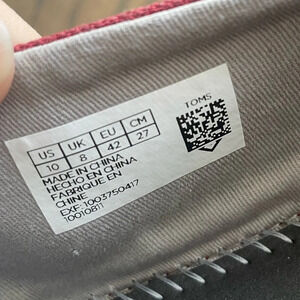 US UK EU CM
10 8 42 27
MADE IN CHINA
HECHO EN CHINA
FABRIQUE EN
CHINE
EXF: 1003750417
10010811
TOMS